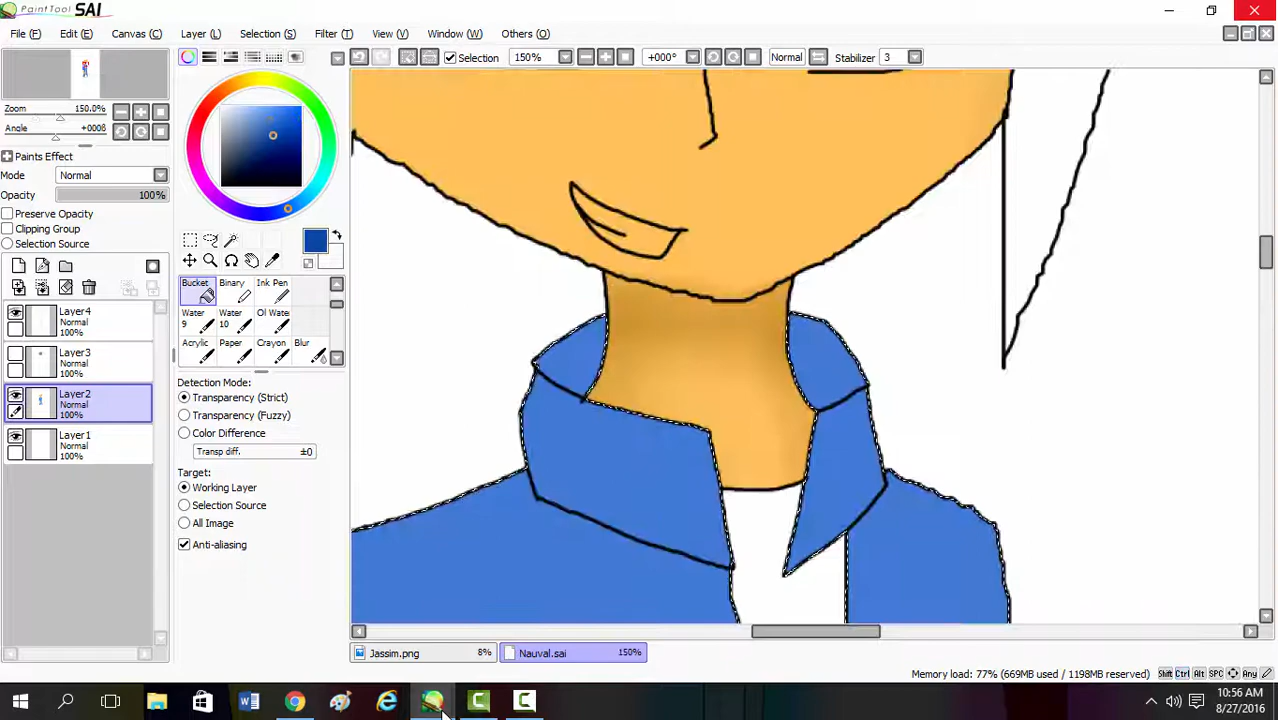 PaintTool SAI
File (F) Edit (E) Canvas (C) Layer (L) Selection (S) Filter (T) View (V) Window (W) Others (O)
Selection 150% +000° Normal Stabilizer 3
Zoom 150.0%
Angle +000
Paints Effect
Mode Normal
Opacity 100%
Preserve Opacity
Clipping Group
Selection Source
Layer4
Normal
100%
Layer3
Normal
100%
Layer2
Normal
100%
Layer1
Normal
100%
Bucket Binary Ink Pen
Water 9 Water 10 Ol Wate
Acrylic Paper Crayon Blur
Detection Mode:
Transparency (Strict)
Transparency (Fuzzy)
Color Difference
Transp diff. ±0
Target:
Working Layer
Selection Source
All Image
Anti-aliasing
Jassim.png 8% Nauval.sai 150%
Memory load: 77% (669MB used / 1198MB reserved) Shift Ctrl Alt SPC Any
10:56 AM
8/27/2016